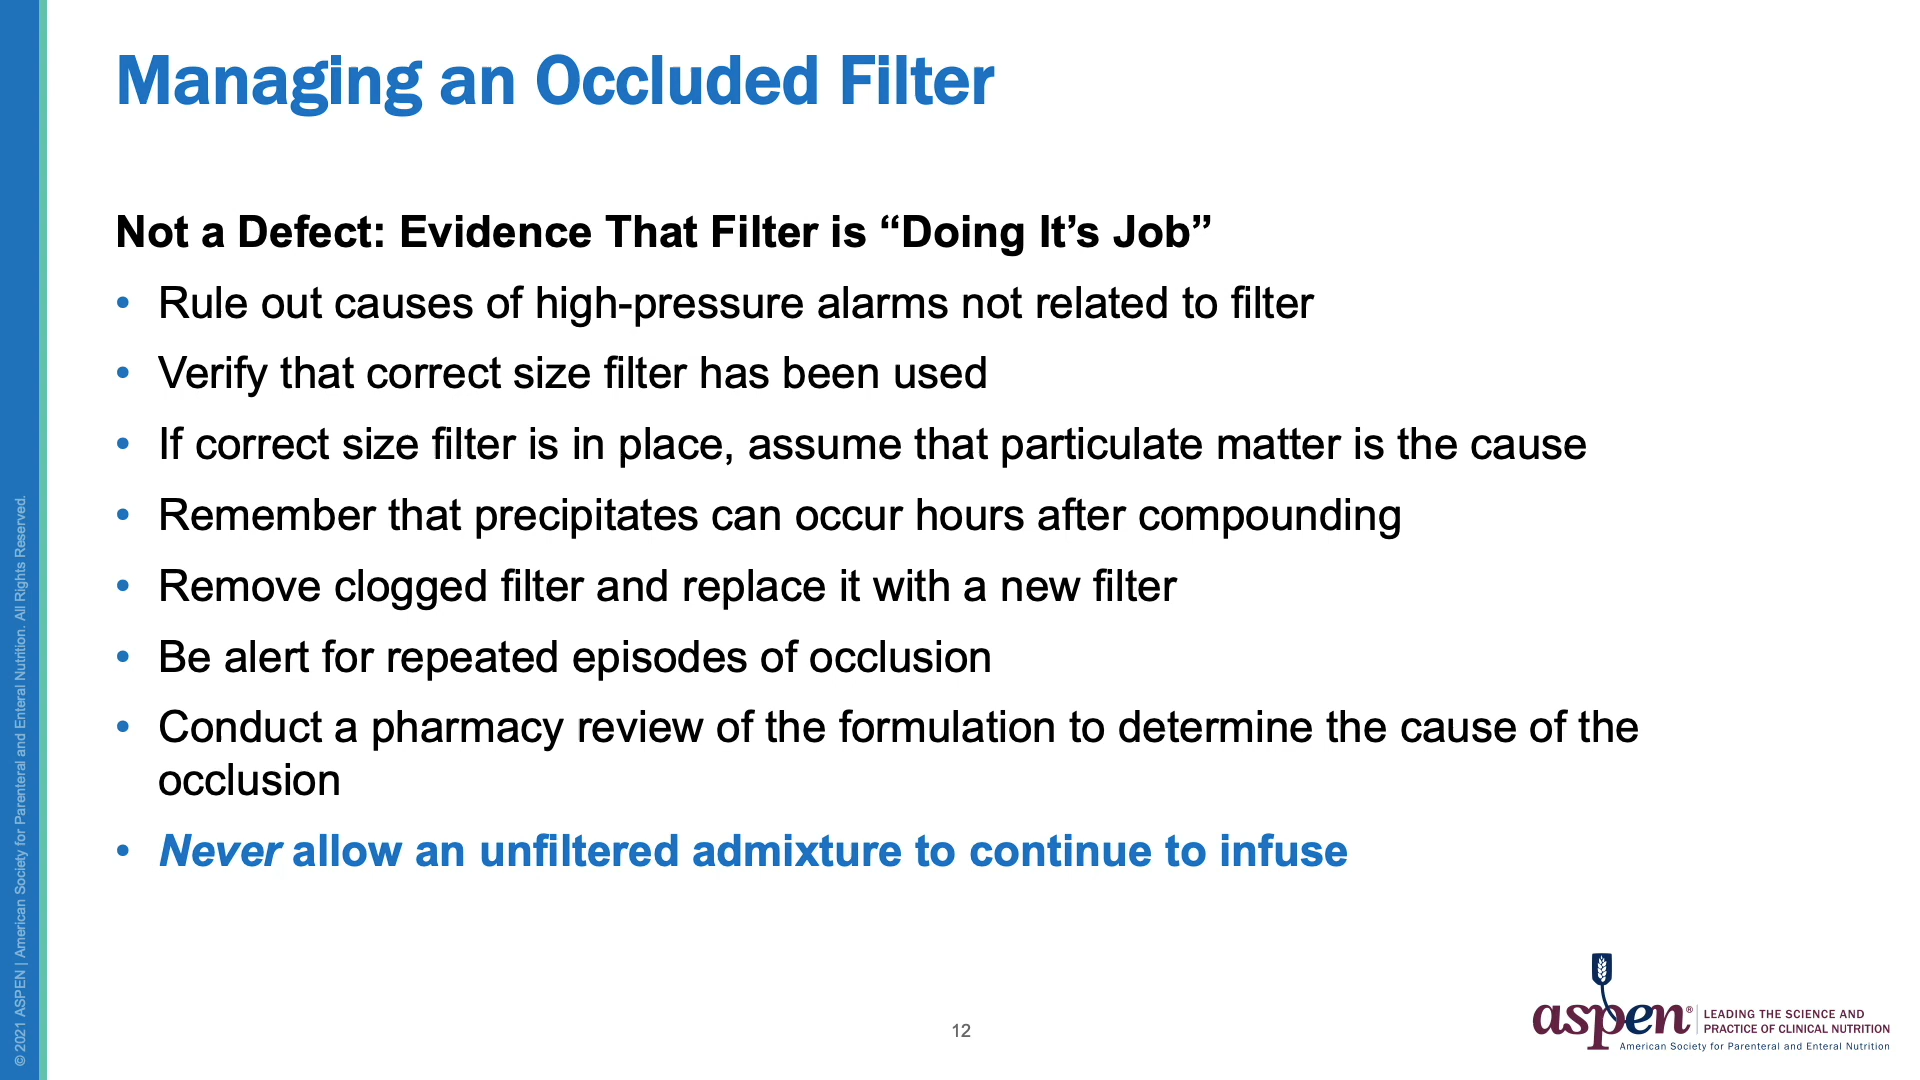 Managing an Occluded Filter
Not a Defect: Evidence That Filter is “Doing It’s Job”
• Rule out causes of high-pressure alarms not related to filter
• Verify that correct size filter has been used
• If correct size filter is in place, assume that particulate matter is the cause
• Remember that precipitates can occur hours after compounding
• Remove clogged filter and replace it with a new filter
• Be alert for repeated episodes of occlusion
• Conduct a pharmacy review of the formulation to determine the cause of the
occlusion
• Never allow an unfiltered admixture to continue to infuse
© 2021 ASPEN | American Society for Parenteral and Enteral Nutrition. All Rights Reserved.
12
aspen®
LEADING THE SCIENCE AND
PRACTICE OF CLINICAL NUTRITION
American Society for Parenteral and Enteral Nutrition